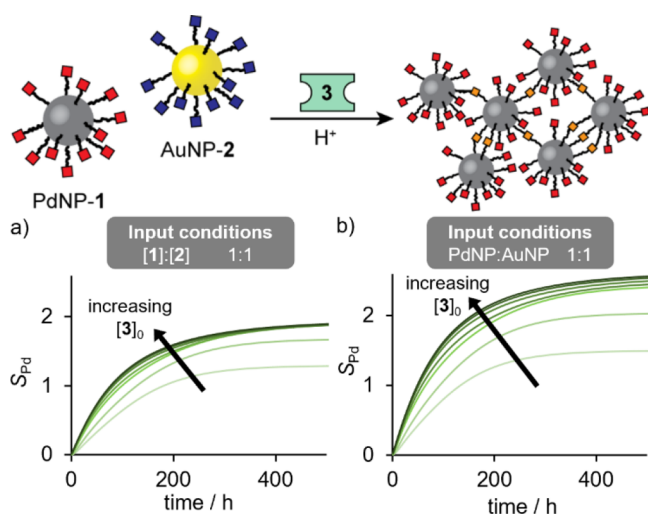 3
H+
AuNP-2
PdNP-1
a)
Input conditions
[1]:[2] 1:1
increasing
[3]0
SPd
2
1
0
0
200
400
time / h
b)
Input conditions
PdNP:AuNP 1:1
increasing
[3]0
SPd
2
1
0
0
200
400
time / h